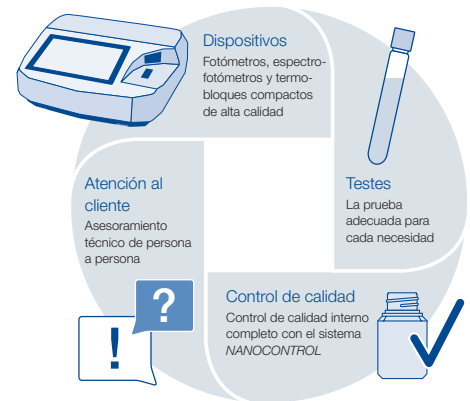 Dispositivos
Fotómetros, espectro-
fotómetros y termo-
bloques compactos
de alta calidad
Testes
La prueba
adecuada para
cada necesidad
Atención al
cliente
Asesoramiento
técnico de persona
a persona
Control de calidad
Control de calidad interno
completo con el sistema
NANOCONTROL
?
!